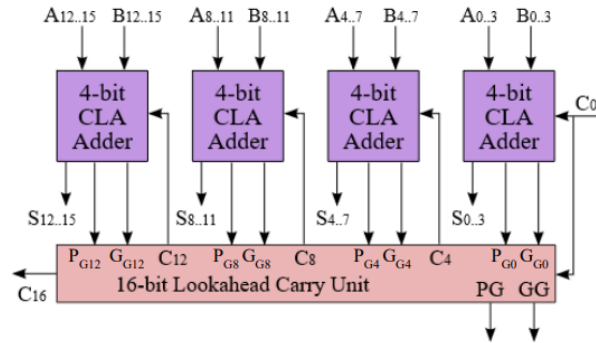 A12..15 B12..15 A8..11 B8..11 A4..7 B4..7 A0..3 B0..3
4-bit 4-bit 4-bit 4-bit
CLA CLA CLA CLA C0
Adder Adder Adder Adder
S12..15 S8..11 S4..7 S0..3
PG12 GG12 C12 PG8 GG8 C8 PG4 GG4 C4 PG0 GG0
C16 16-bit Lookahead Carry Unit PG GG